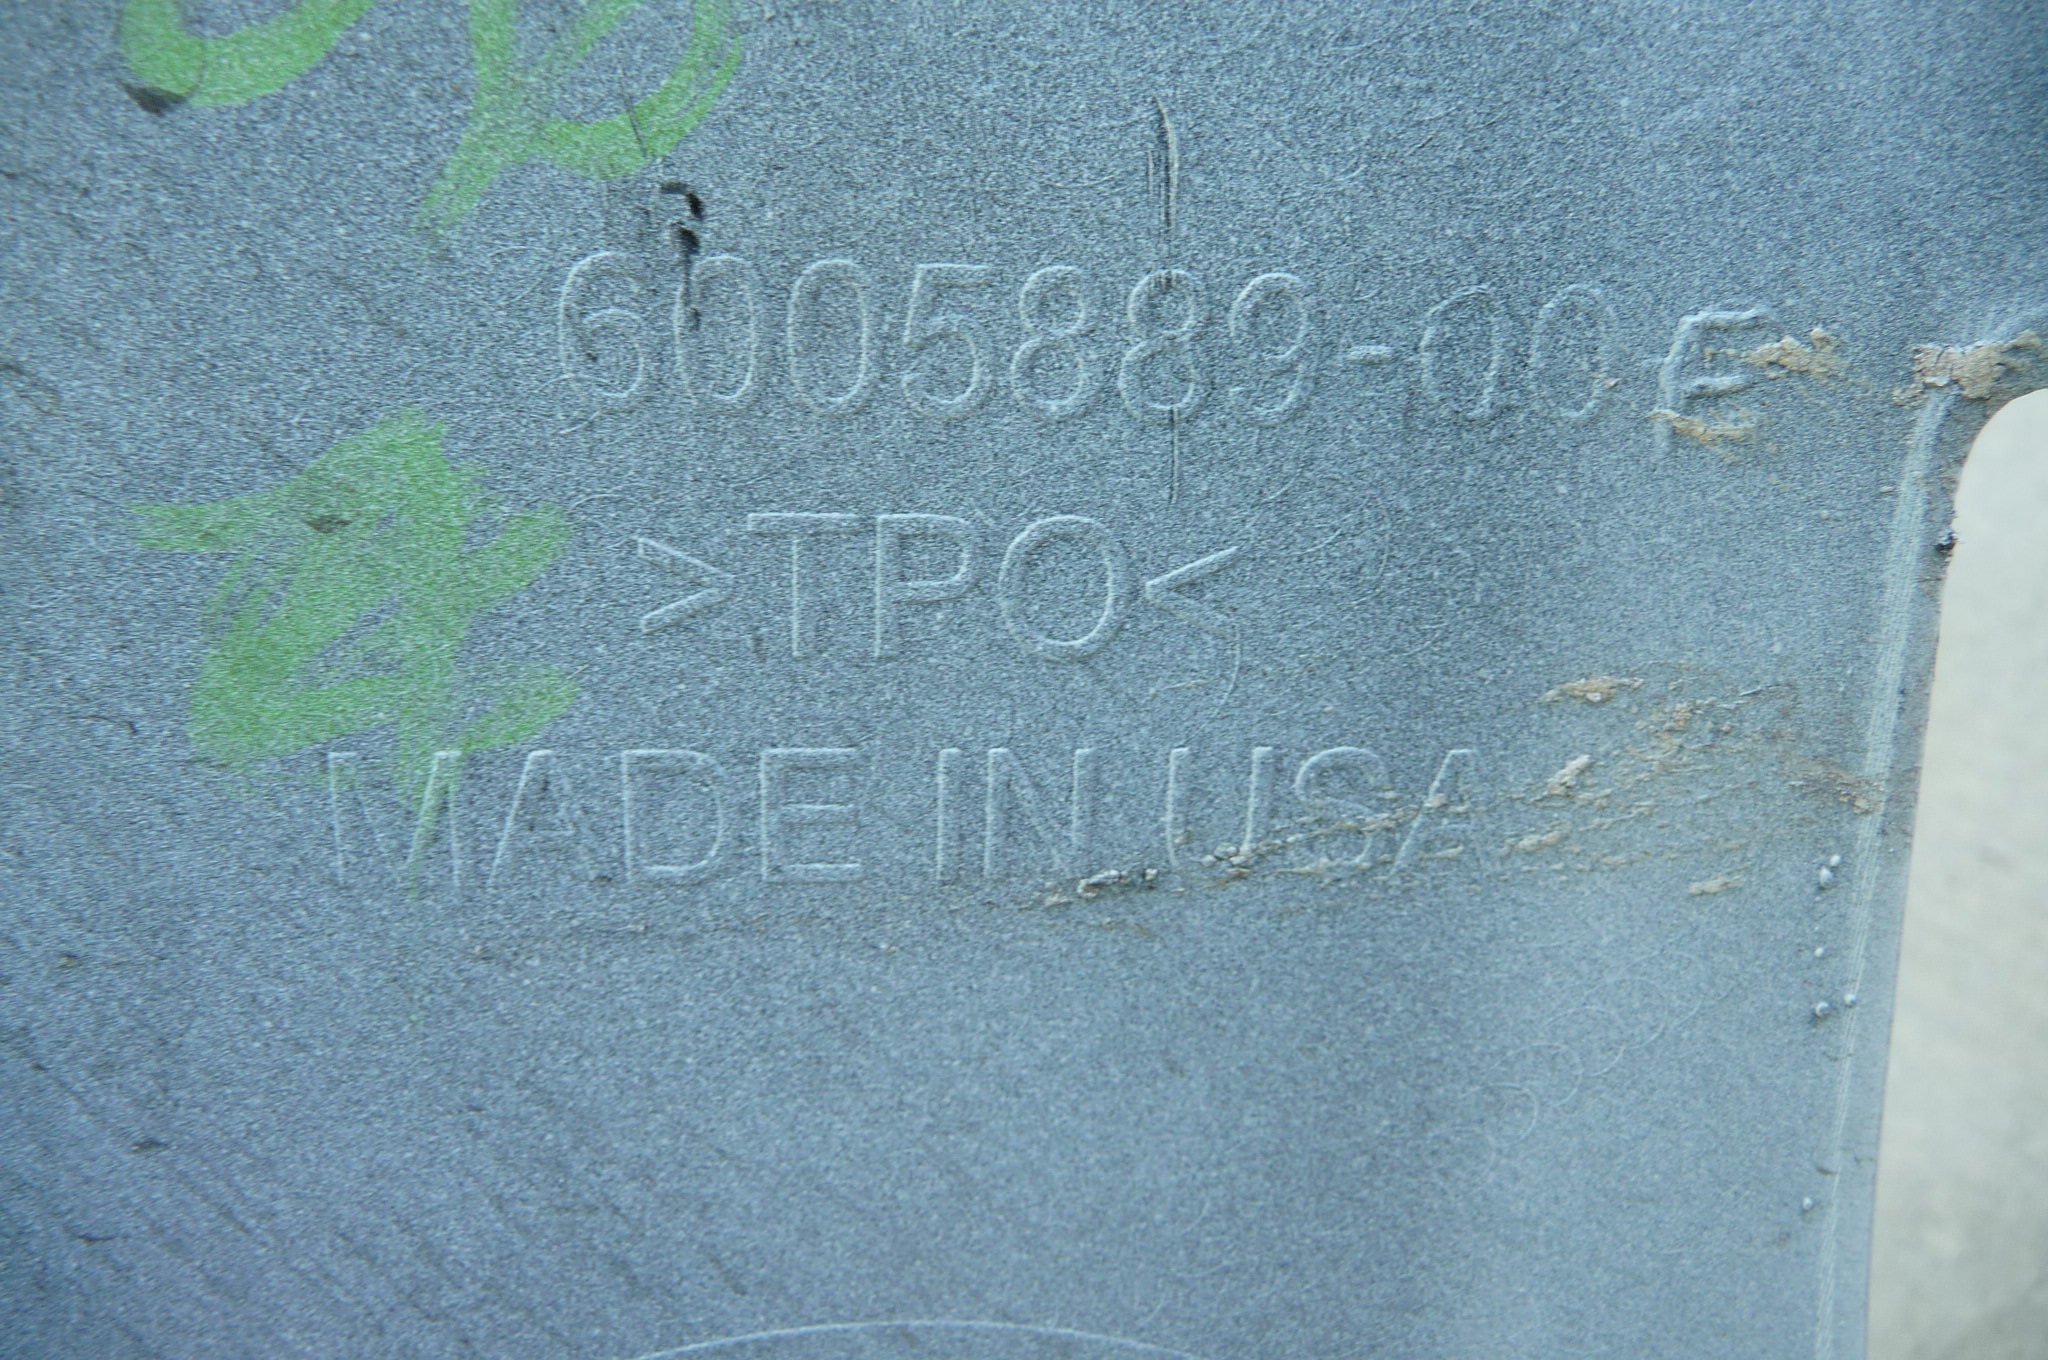 6005889-00-E
>TPO<
MADE IN USA